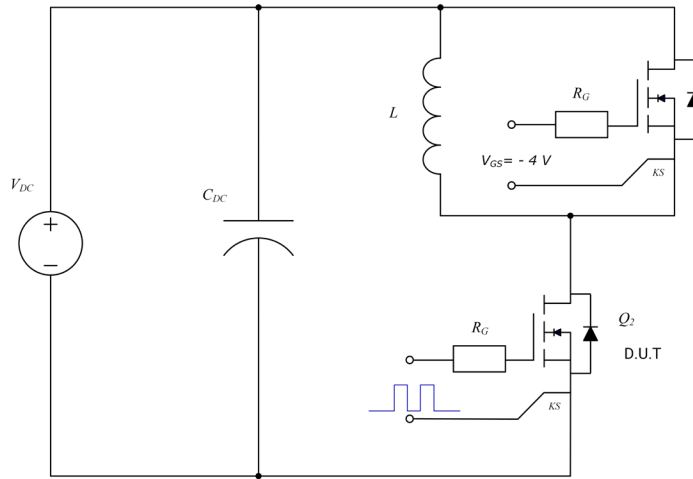 L
R_G
V_GS= - 4 V
KS
V_DC
C_DC
R_G
Q_2
D.U.T
KS